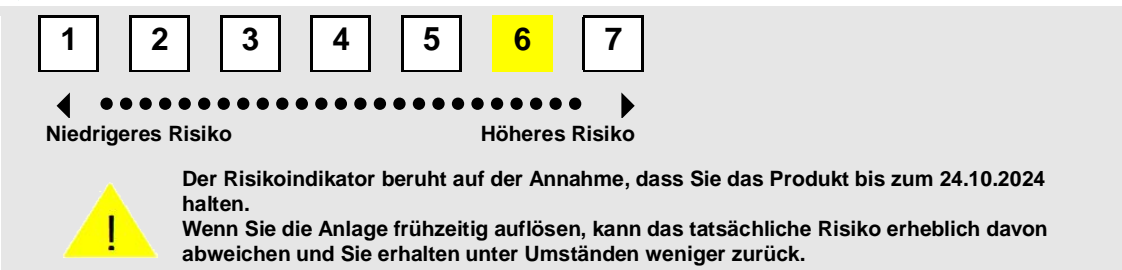 1 2 3 4 5 6 7
Niedrigeres Risiko Höheres Risiko
Der Risikoindikator beruht auf der Annahme, dass Sie das Produkt bis zum 24.10.2024
halten.
Wenn Sie die Anlage frühzeitig auflösen, kann das tatsächliche Risiko erheblich davon
abweichen und Sie erhalten unter Umständen weniger zurück.
!